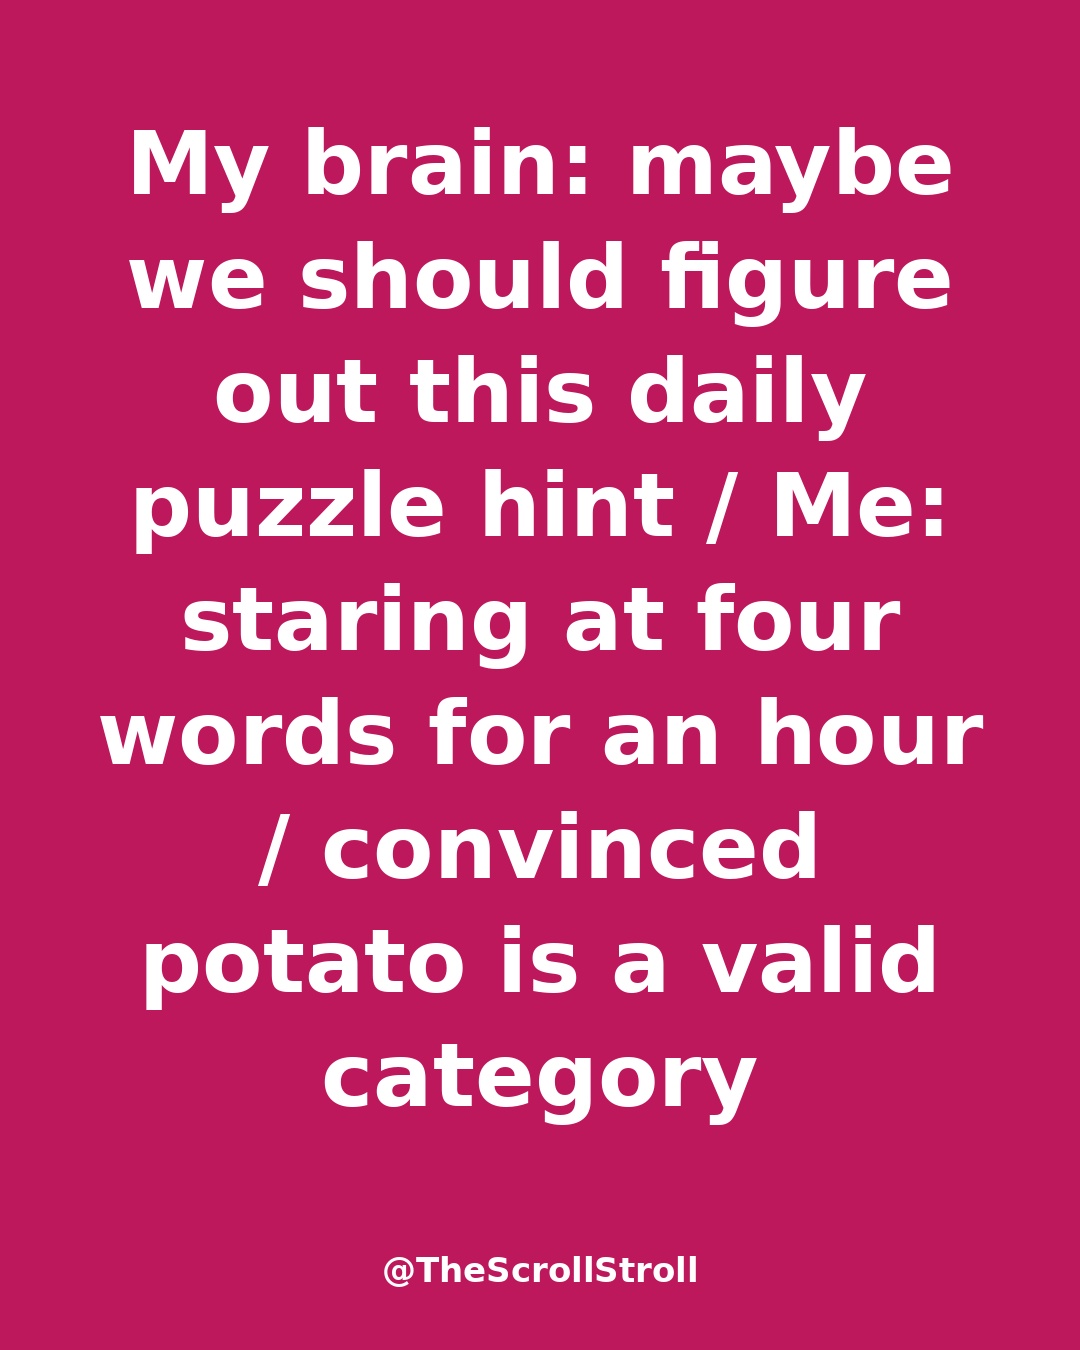 My brain: maybe
we should figure
out this daily
puzzle hint / Me:
staring at four
words for an hour
/ convinced
potato is a valid
category
@TheScrollStroll